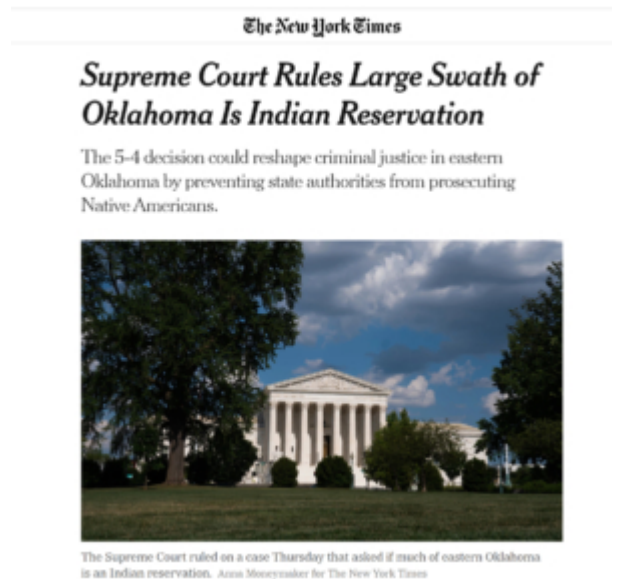 The New York Times
Supreme Court Rules Large Swath of
Oklahoma Is Indian Reservation
The 5-4 decision could reshape criminal justice in eastern
Oklahoma by preventing state authorities from prosecuting
Native Americans.
The Supreme Court ruled on a case Thursday that asked if much of eastern Oklahoma
is an Indian reservation. Anna Moneymaker for The New York Times